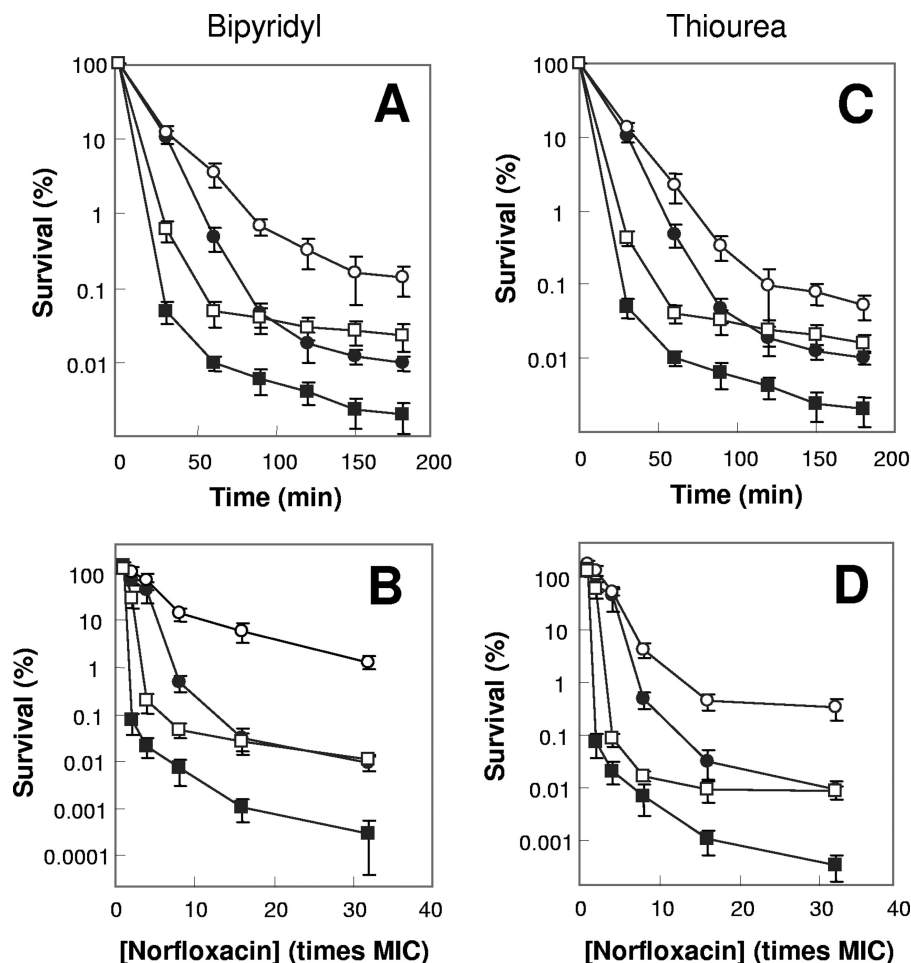 Bipyridyl
Thiourea
A
Survival (%)
100
10
1
0.1
0.01
0 50 100 150 200
Time (min)
C
Survival (%)
100
10
1
0.1
0.01
0 50 100 150 200
Time (min)
B
Survival (%)
100
10
1
0.1
0.01
0.001
0.0001
0 10 20 30 40
[Norfloxacin] (times MIC)
D
Survival (%)
100
10
1
0.1
0.01
0.001
0 10 20 30 40
[Norfloxacin] (times MIC)